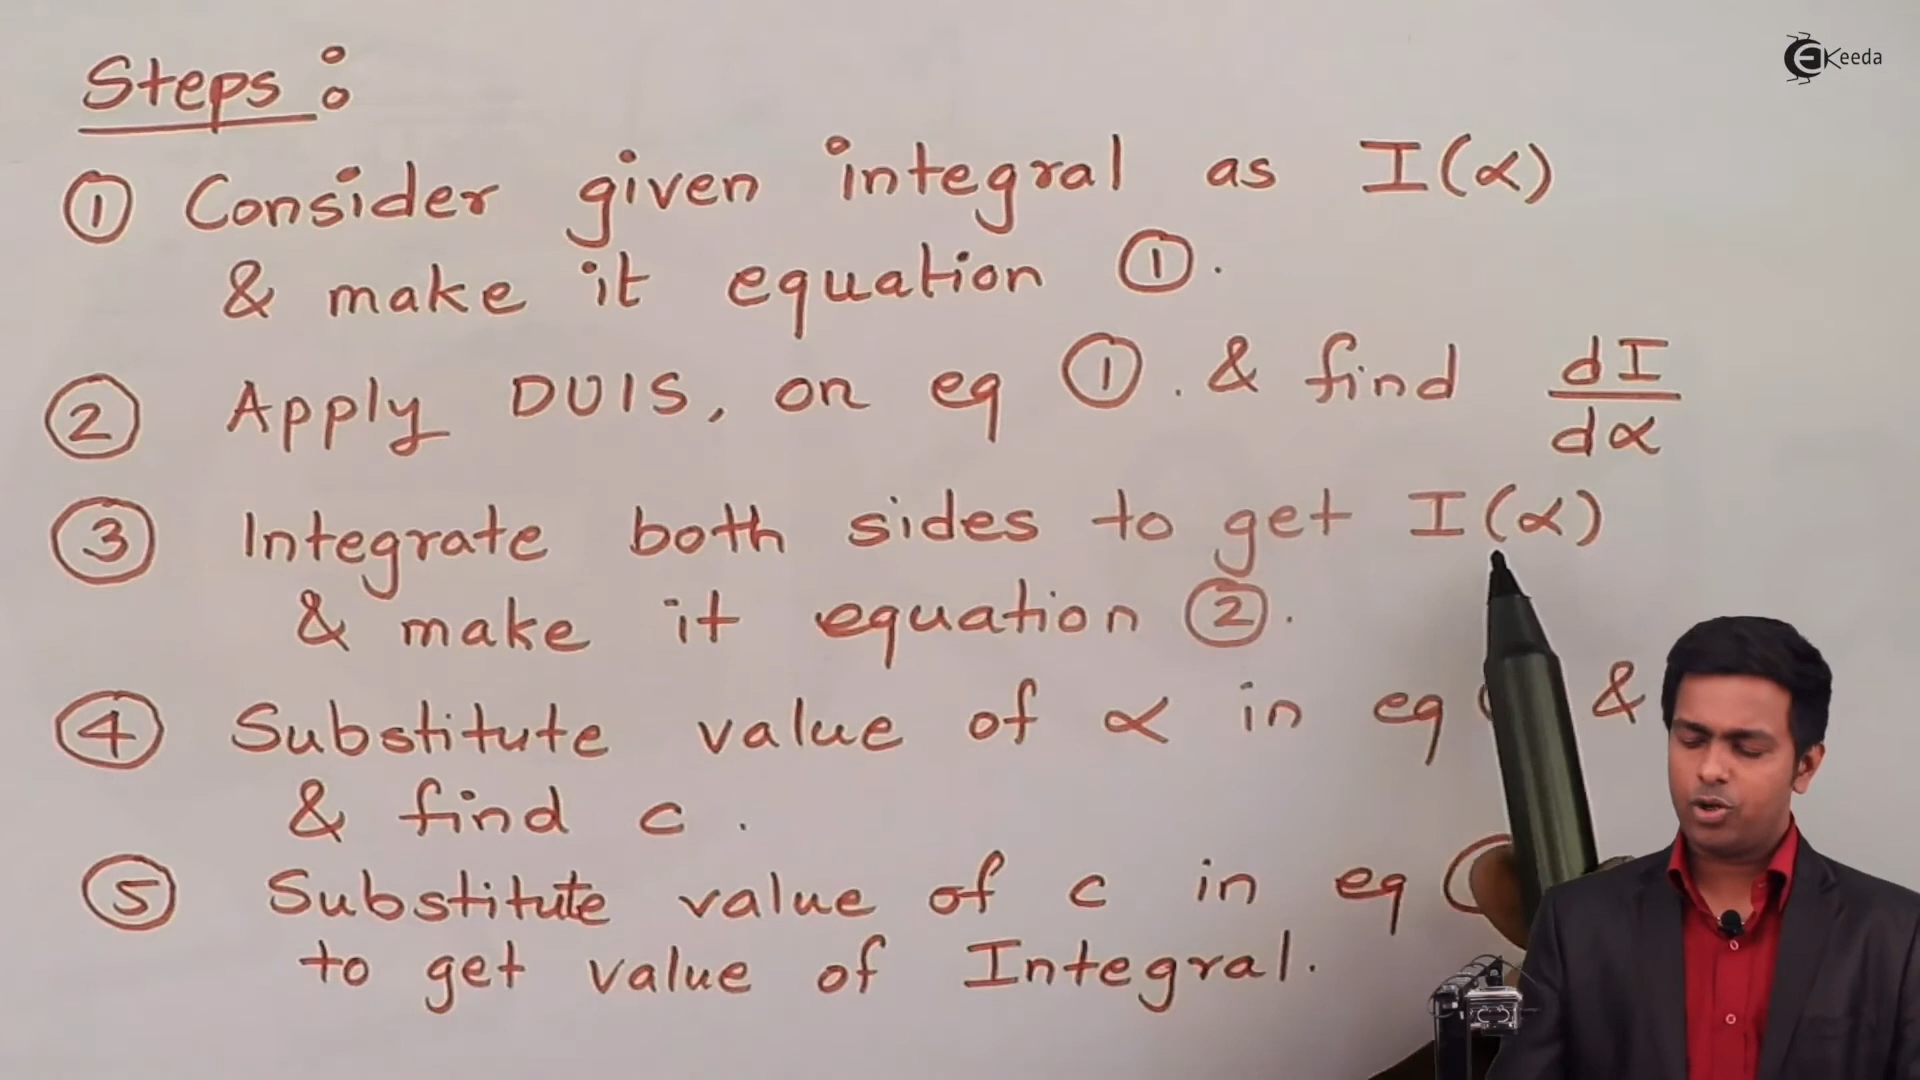 Steps :
① Consider given integral as I(α)
& make it equation ①.
② Apply DUIS, on eq ①. & find dI/dα
③ Integrate both sides to get I(α)
& make it equation ②.
④ Substitute value of α in eq &
& find c.
⑤ Substitute value of c in eq
to get value of Integral.
EKeeda